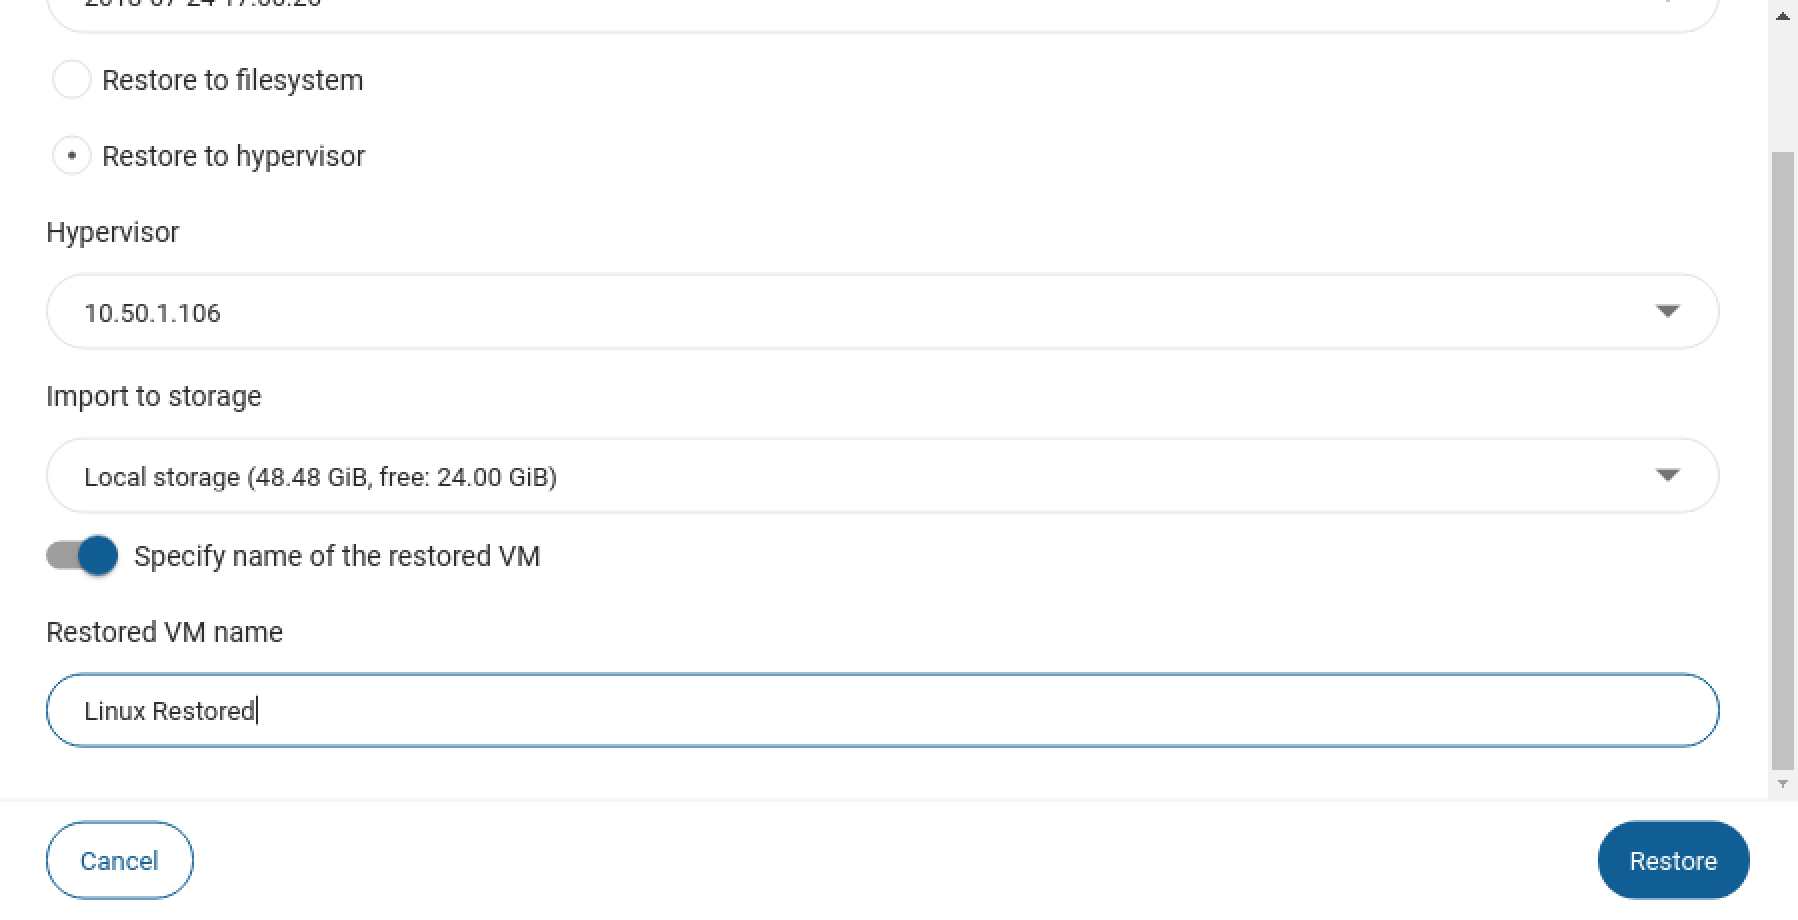 Restore to filesystem
Restore to hypervisor
Hypervisor
10.50.1.106
Import to storage
Local storage (48.48 GiB, free: 24.00 GiB)
Specify name of the restored VM
Restored VM name
Linux Restored
Cancel
Restore